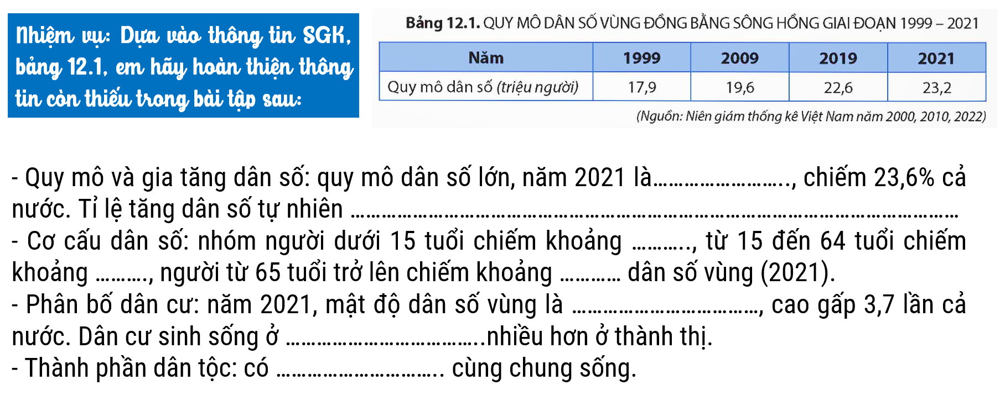 Nhiệm vụ: Dựa vào thông tin SGK,
bảng 12.1, em hãy hoàn thiện thông
tin còn thiếu trong bài tập sau:
Bảng 12.1. QUY MÔ DÂN SỐ VÙNG ĐỒNG BẰNG SÔNG HỒNG GIAI ĐOẠN 1999 – 2021
Năm 1999 2009 2019 2021
Quy mô dân số (triệu người) 17,9 19,6 22,6 23,2
(Nguồn: Niên giám thống kê Việt Nam năm 2000, 2010, 2022)
- Quy mô và gia tăng dân số: quy mô dân số lớn, năm 2021 là…………………….., chiếm 23,6% cả
nước. Tỉ lệ tăng dân số tự nhiên …………………………………………………………………………………………………………
- Cơ cấu dân số: nhóm người dưới 15 tuổi chiếm khoảng ……….., từ 15 đến 64 tuổi chiếm
khoảng ………., người từ 65 tuổi trở lên chiếm khoảng ………… dân số vùng (2021).
- Phân bố dân cư: năm 2021, mật độ dân số vùng là ………………………………, cao gấp 3,7 lần cả
nước. Dân cư sinh sống ở ………………………………..nhiều hơn ở thành thị.
- Thành phần dân tộc: có ………………………….. cùng chung sống.